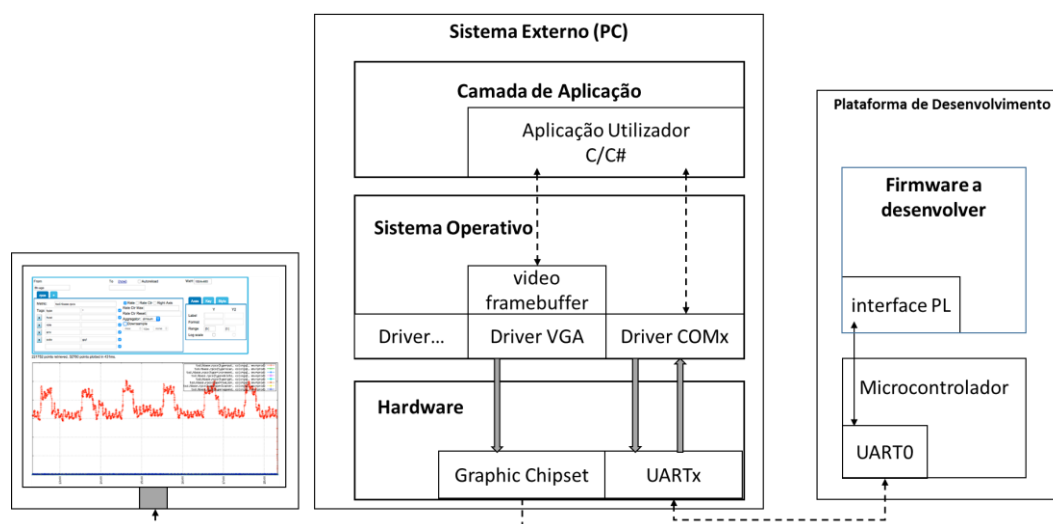 Sistema Externo (PC)
Camada de Aplicação
Aplicação Utilizador
C/C#
Sistema Operativo
video
framebuffer
Driver...
Driver VGA
Driver COMx
Hardware
Graphic Chipset
UARTx
Plataforma de Desenvolvimento
Firmware a
desenvolver
interface PL
Microcontrolador
UART0